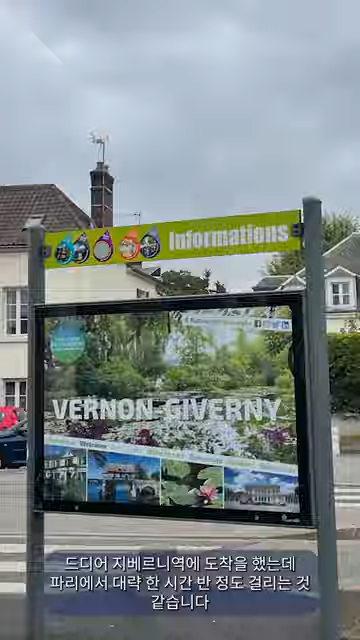 Informations
VERNON-GIVERNY
드디어 지베르니역에 도착을 했는데
파리에서 대략 한 시간 반 정도 걸리는 것
같습니다